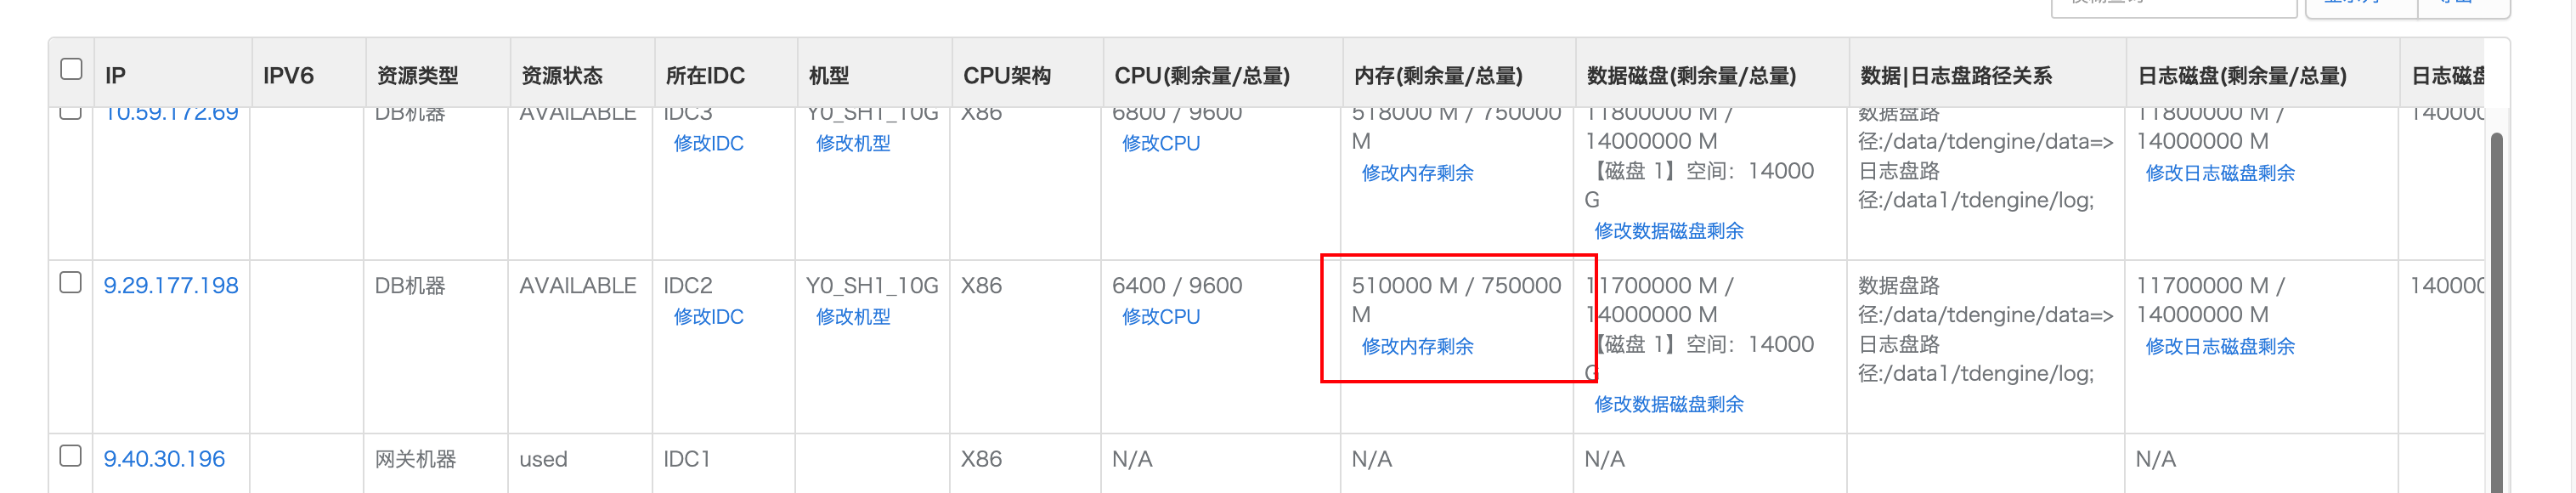 IP
IPV6
资源类型
资源状态
所在IDC
机型
CPU架构
CPU(剩余量/总量)
内存(剩余量/总量)
数据磁盘(剩余量/总量)
数据|日志盘路径关系
日志磁盘(剩余量/总量)
日志磁盘
10.59.172.69
DB机器
AVAILABLE
IDC3
修改IDC
Y0_SH1_10G
修改机型
X86
6800 / 9600
修改CPU
518000 M / 750000
M
修改内存剩余
11800000 M /
14000000 M
【磁盘 1】空间：14000
G
修改数据磁盘剩余
数据盘路
径:/data/tdengine/data=>
日志盘路
径:/data1/tdengine/log;
11800000 M /
14000000 M
修改日志磁盘剩余
14000
9.29.177.198
DB机器
AVAILABLE
IDC2
修改IDC
Y0_SH1_10G
修改机型
X86
6400 / 9600
修改CPU
510000 M / 750000
M
修改内存剩余
11700000 M /
14000000 M
【磁盘 1】空间：14000
G
修改数据磁盘剩余
数据盘路
径:/data/tdengine/data=>
日志盘路
径:/data1/tdengine/log;
11700000 M /
14000000 M
修改日志磁盘剩余
14000
9.40.30.196
网关机器
used
IDC1
X86
N/A
N/A
N/A
N/A